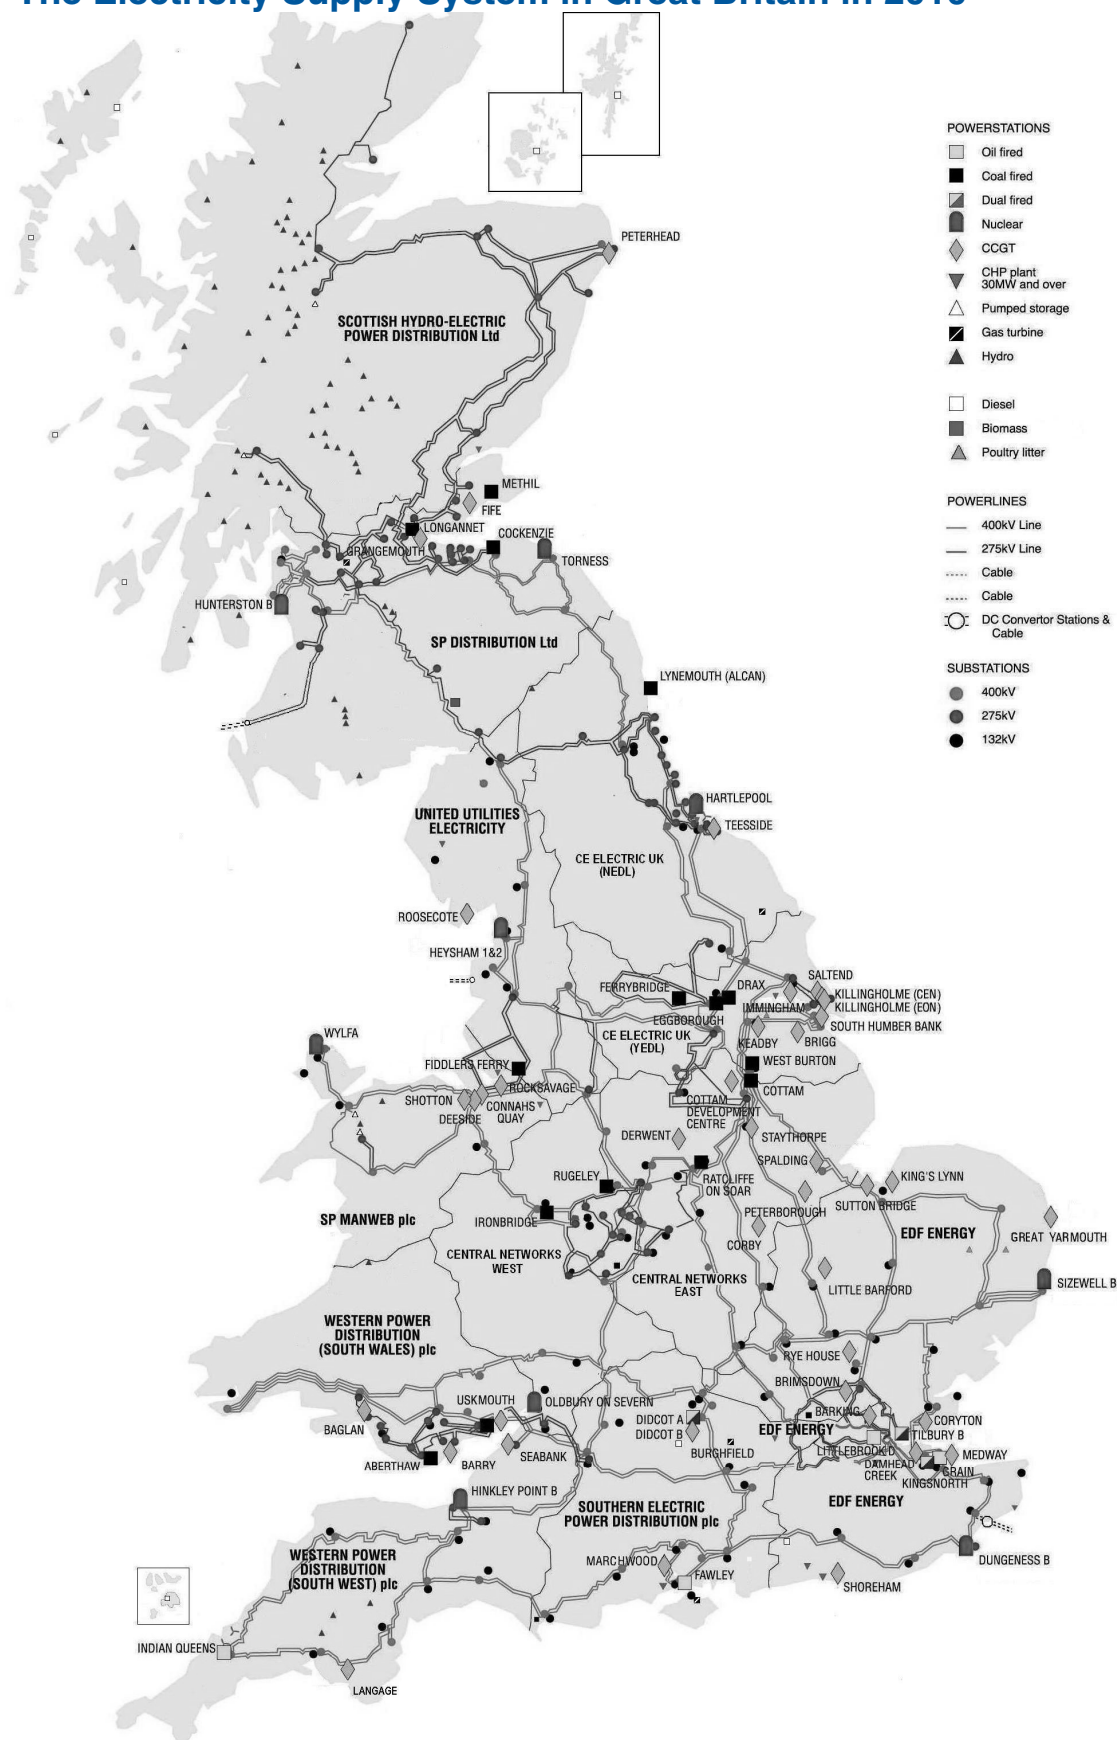 The Electricity Supply System in Great Britain in 2010
POWERSTATIONS
Oil fired
Coal fired
Dual fired
Nuclear
CCGT
CHP plant
30MW and over
Pumped storage
Gas turbine
Hydro
Diesel
Biomass
Poultry litter
POWERLINES
400kV Line
275kV Line
Cable
Cable
DC Convertor Stations &
Cable
SUBSTATIONS
400kV
275kV
132kV
PETERHEAD
SCOTTISH HYDRO-ELECTRIC
POWER DISTRIBUTION Ltd
METHIL
FIFE
LONGANNET
COCKENZIE
GRANGEMOUTH
TORNESS
HUNTERSTON B
SP DISTRIBUTION Ltd
LYNEMOUTH (ALCAN)
HARTLEPOOL
TEESSIDE
UNITED UTILITIES
ELECTRICITY
CE ELECTRIC UK
(NEDL)
ROOSECOTE
HEYSHAM 1&2
SALTEND
FERRYBRIDGE
DRAX
KILLINGHOLME (CEN)
IMMINGHAM
KILLINGHOLME (EON)
EGGBOROUGH
SOUTH HUMBER BANK
CE ELECTRIC UK
(YEDL)
KEADBY
BRIGG
WYLFA
FIDDLERS FERRY
WEST BURTON
ROCKSAVAGE
COTTAM
SHOTTON
CONNAHS
QUAY
DEESIDE
COTTAM
DEVELOPMENT
CENTRE
DERWENT
STAYTHORPE
SPALDING
RUGELEY
RATCLIFFE
ON SOAR
KING'S LYNN
SUTTON BRIDGE
PETERBOROUGH
SP MANWEB plc
IRONBRIDGE
EDF ENERGY
GREAT YARMOUTH
CORBY
CENTRAL NETWORKS
WEST
CENTRAL NETWORKS
EAST
LITTLE BARFORD
SIZEWELL B
WESTERN POWER
DISTRIBUTION
(SOUTH WALES) plc
RYE HOUSE
BRIMSDOWN
USKMOUTH
OLDBURY ON SEVERN
BARKING
DIDCOT A
DIDCOT B
EDF ENERGY
CORYTON
TILBURY B
BAGLAN
LITTLEBROOK D
BURGHFIELD
MEDWAY
ABERTHAW
BARRY
SEABANK
DAMHEAD
CREEK
GRAIN
KINGSNORTH
HINKLEY POINT B
EDF ENERGY
SOUTHERN ELECTRIC
POWER DISTRIBUTION plc
WESTERN POWER
DISTRIBUTION
(SOUTH WEST) plc
MARCHWOOD
FAWLEY
DUNGENESS B
SHOREHAM
INDIAN QUEENS
LANGAGE